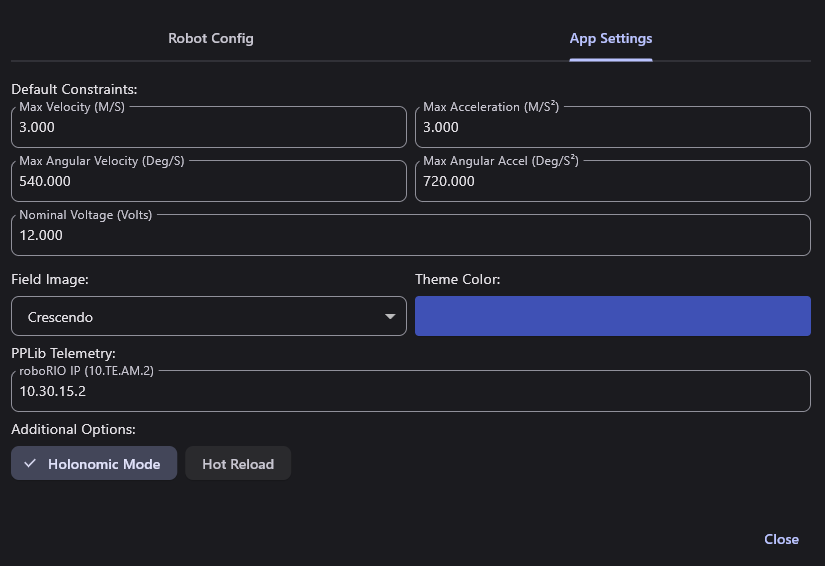 Robot Config App Settings
Default Constraints:
Max Velocity (M/S) Max Acceleration (M/S²)
3.000 3.000
Max Angular Velocity (Deg/S) Max Angular Accel (Deg/S²)
540.000 720.000
Nominal Voltage (Volts)
12.000
Field Image: Theme Color:
Crescendo
PPLib Telemetry:
roboRIO IP (10.TE.AM.2)
10.30.15.2
Additional Options:
Holonomic Mode Hot Reload
Close